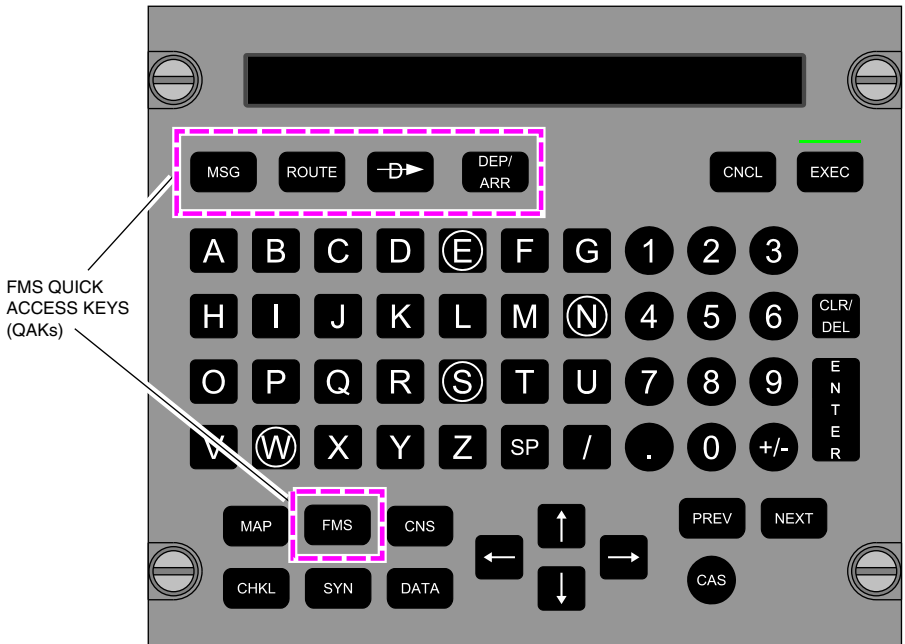 MSG ROUTE D DEP/
ARR CNCL EXEC
A B C D E F G 1 2 3
FMS QUICK
ACCESS KEYS
(QAKs)
H I J K L M N 4 5 6 CLR/
DEL
O P Q R S T U 7 8 9 ENTER
V W X Y Z SP / . 0 +/-
MAP FMS CNS PREV NEXT
CHKL SYN DATA CAS